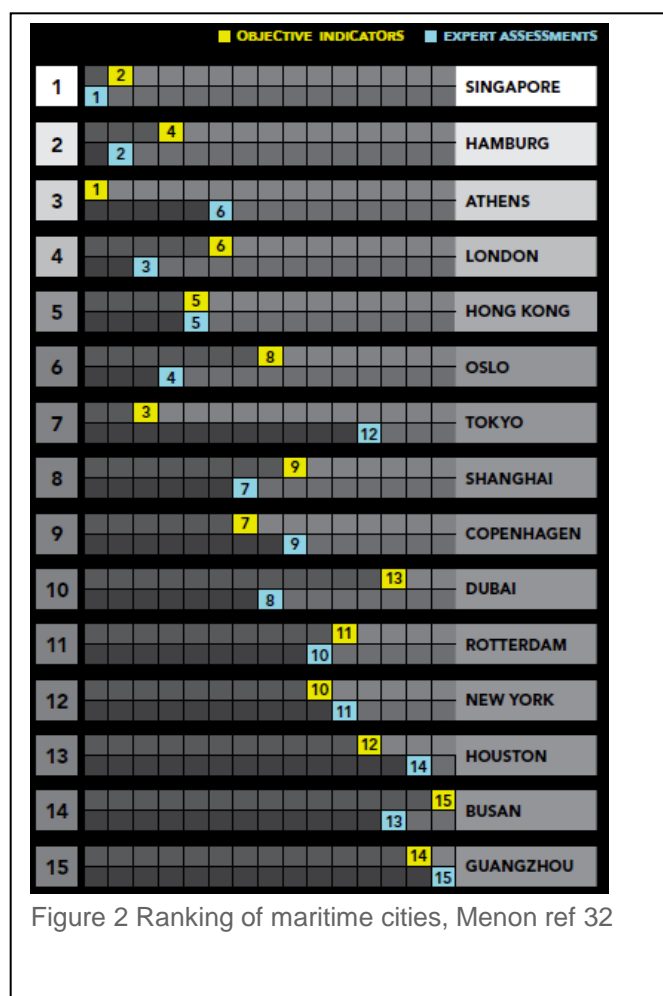 OBJECTIVE INDICATORS EXPERT ASSESSMENTS
1 2 1 SINGAPORE
2 4 2 HAMBURG
3 1 6 ATHENS
4 6 3 LONDON
5 5 5 HONG KONG
6 8 4 OSLO
7 3 12 TOKYO
8 9 7 SHANGHAI
9 7 9 COPENHAGEN
10 13 8 DUBAI
11 11 10 ROTTERDAM
12 10 11 NEW YORK
13 12 14 HOUSTON
14 15 13 BUSAN
15 14 15 GUANGZHOU
Figure 2 Ranking of maritime cities, Menon ref 32